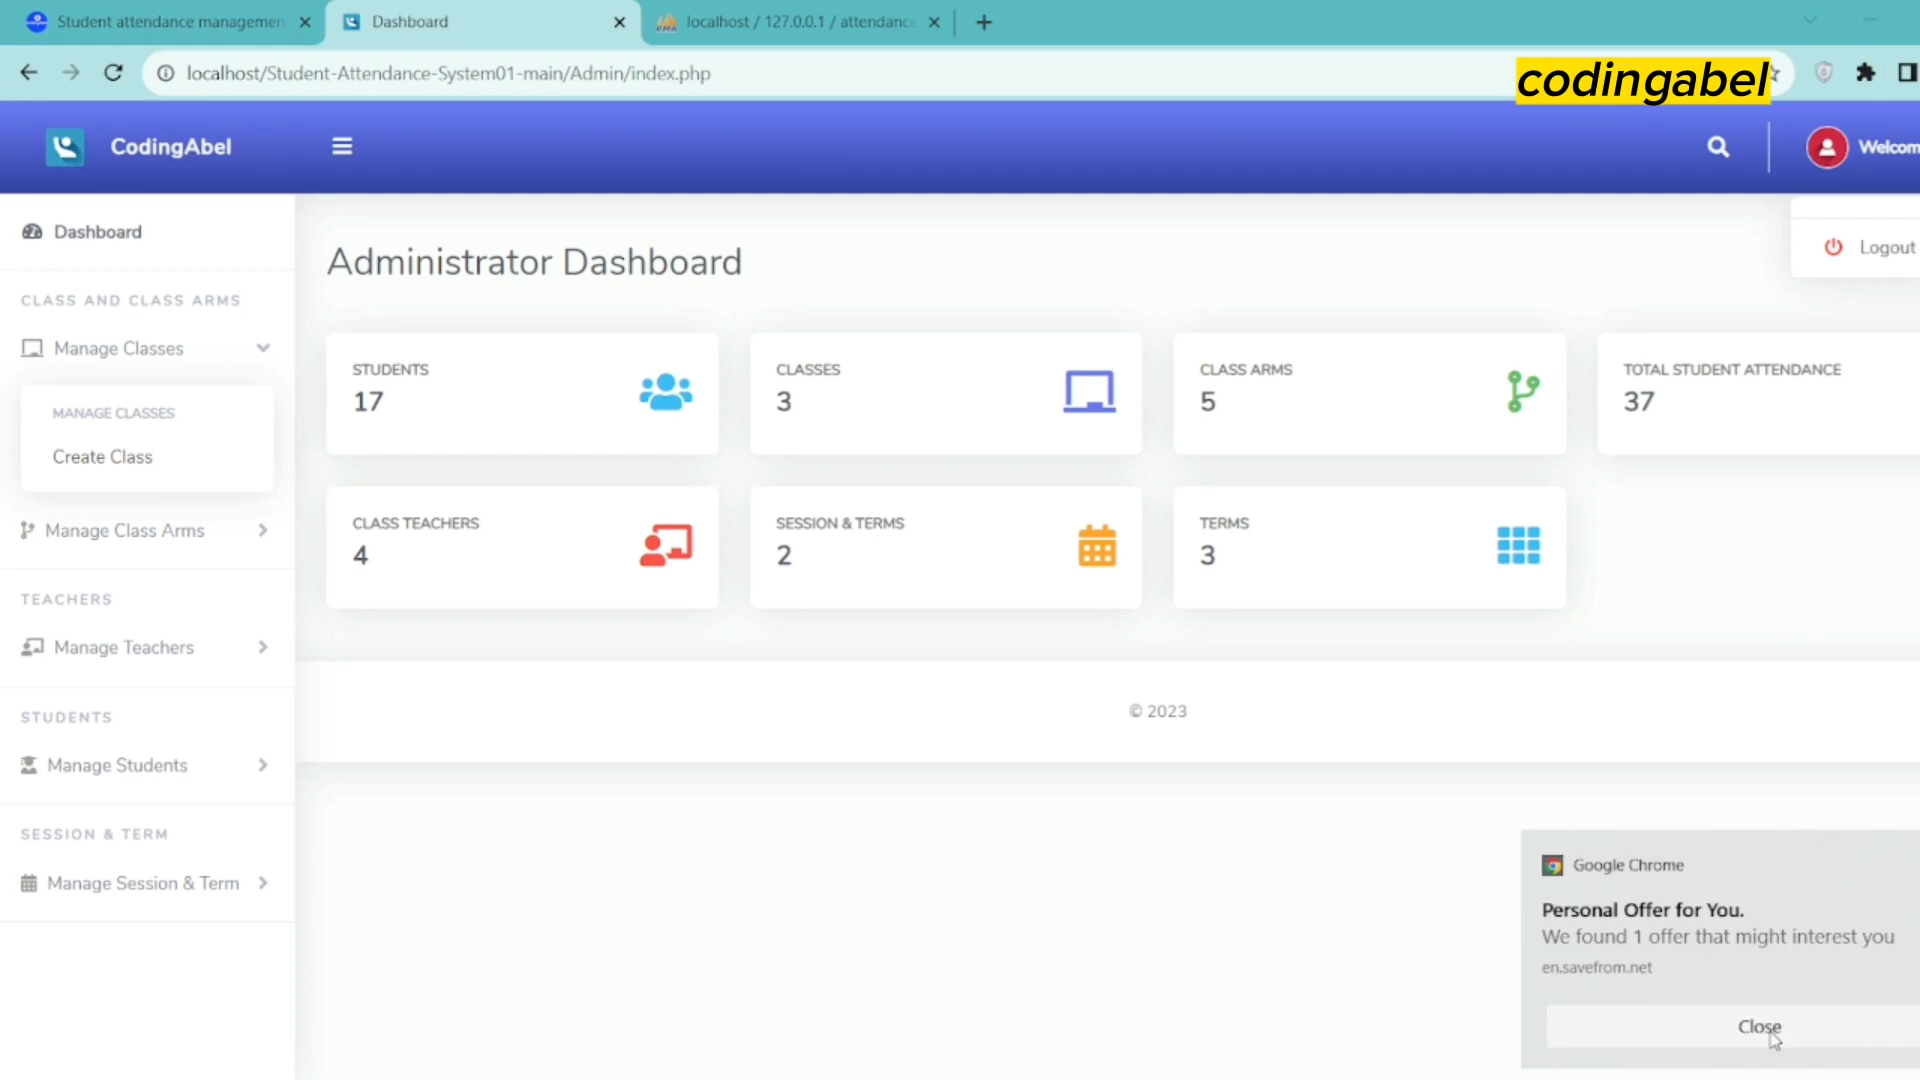 Student attendance managemen
Dashboard
localhost / 127.0.0.1 / attendance
localhost/Student-Attendance-System01-main/Admin/index.php
codingabel
CodingAbel
Welcom
Dashboard
Logout
Administrator Dashboard
CLASS AND CLASS ARMS
Manage Classes
MANAGE CLASSES
Create Class
Manage Class Arms
TEACHERS
Manage Teachers
STUDENTS
Manage Students
SESSION & TERM
Manage Session & Term
STUDENTS
17
CLASSES
3
CLASS ARMS
5
TOTAL STUDENT ATTENDANCE
37
CLASS TEACHERS
4
SESSION & TERMS
2
TERMS
3
© 2023
Google Chrome
Personal Offer for You.
We found 1 offer that might interest you
en.savefrom.net
Close